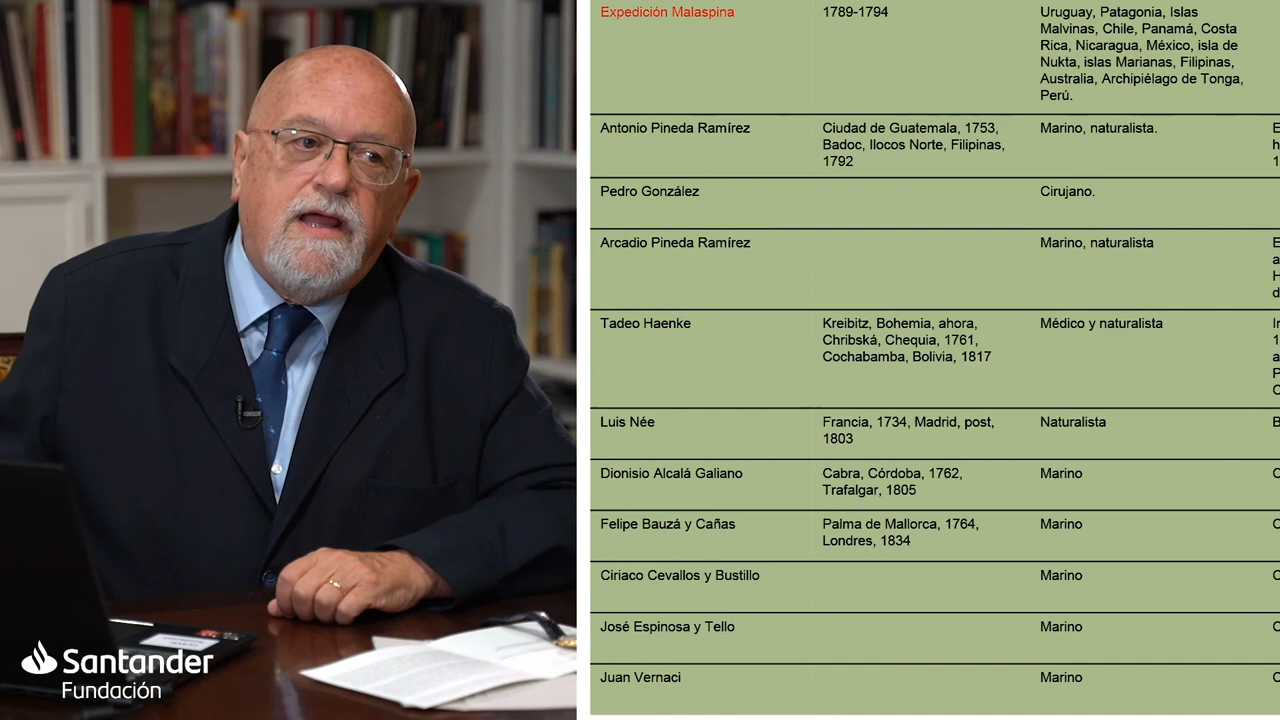 Santander
Fundación
Expedición Malaspina
1789-1794
Uruguay, Patagonia, Islas
Malvinas, Chile, Panamá, Costa
Rica, Nicaragua, México, isla de
Nukta, islas Marianas, Filipinas,
Australia, Archipiélago de Tonga,
Perú.
Antonio Pineda Ramírez
Ciudad de Guatemala, 1753,
Badoc, Ilocos Norte, Filipinas,
1792
Marino, naturalista.
Pedro González
Cirujano.
Arcadio Pineda Ramírez
Marino, naturalista
Tadeo Haenke
Kreibitz, Bohemia, ahora,
Chribská, Chequia, 1761,
Cochabamba, Bolivia, 1817
Médico y naturalista
Luis Née
Francia, 1734, Madrid, post,
1803
Naturalista
Dionisio Alcalá Galiano
Cabra, Córdoba, 1762,
Trafalgar, 1805
Marino
Felipe Bauzá y Cañas
Palma de Mallorca, 1764,
Londres, 1834
Marino
Ciriaco Cevallos y Bustillo
Marino
José Espinosa y Tello
Marino
Juan Vernaci
Marino